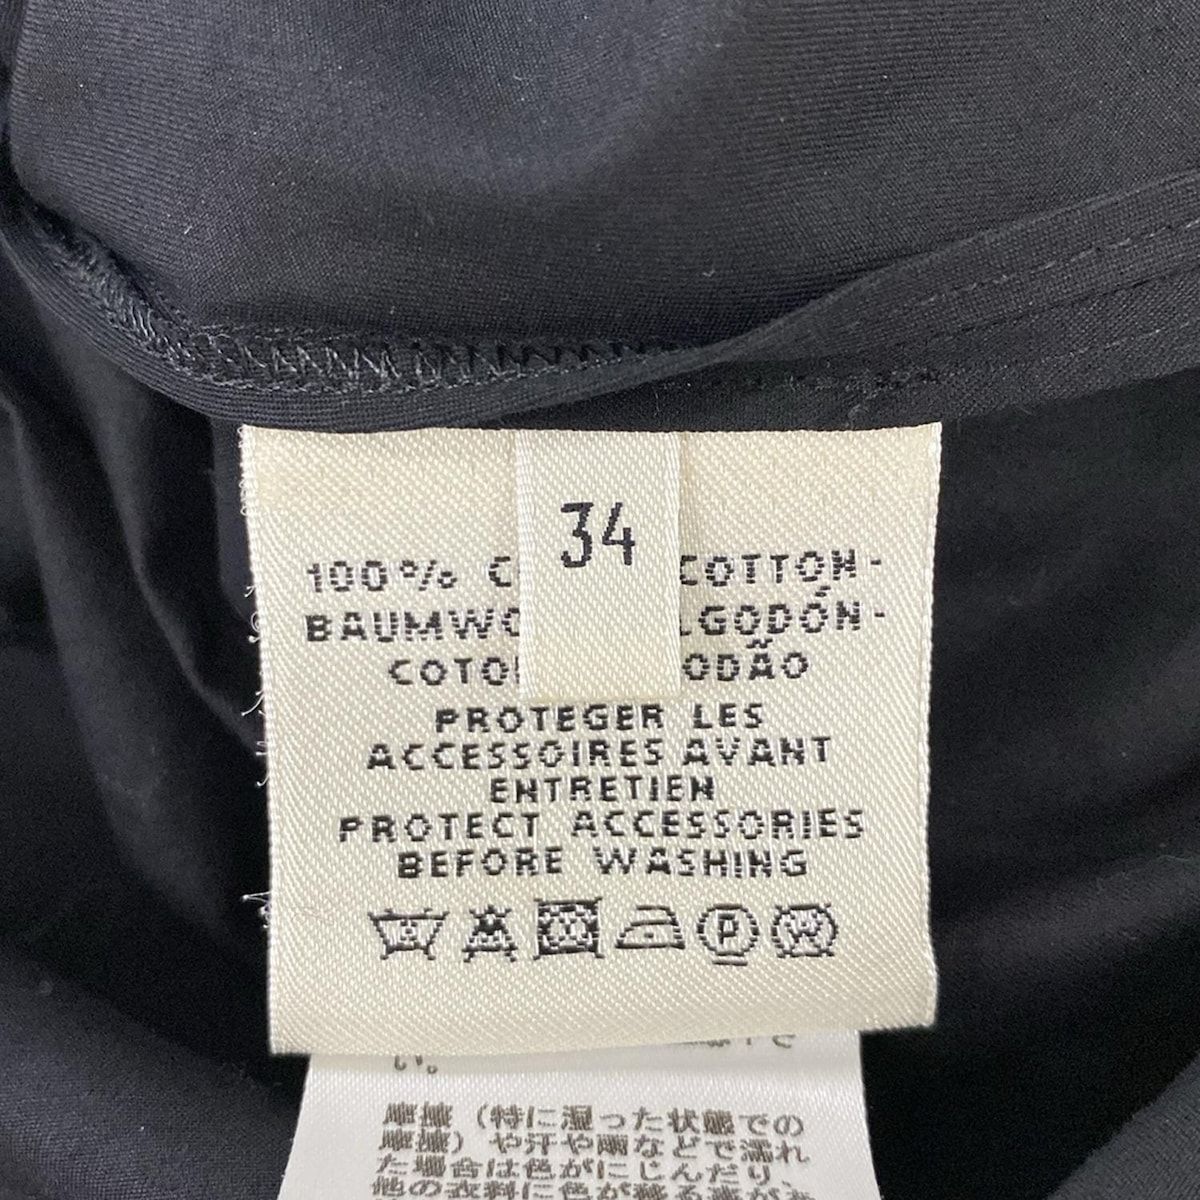 34
100% C COTTON-
BAUMWO LGODÓN-
COTO ODÃO
PROTEGER LES
ACCESSOIRES AVANT
ENTRETIEN
PROTECT ACCESSORIES
BEFORE WASHING
P W
い。
摩擦(特に湿った状態での
摩擦)や汗や雨などで濡れ
た場合は色がにじんだり、
他の衣料に色が移る事が